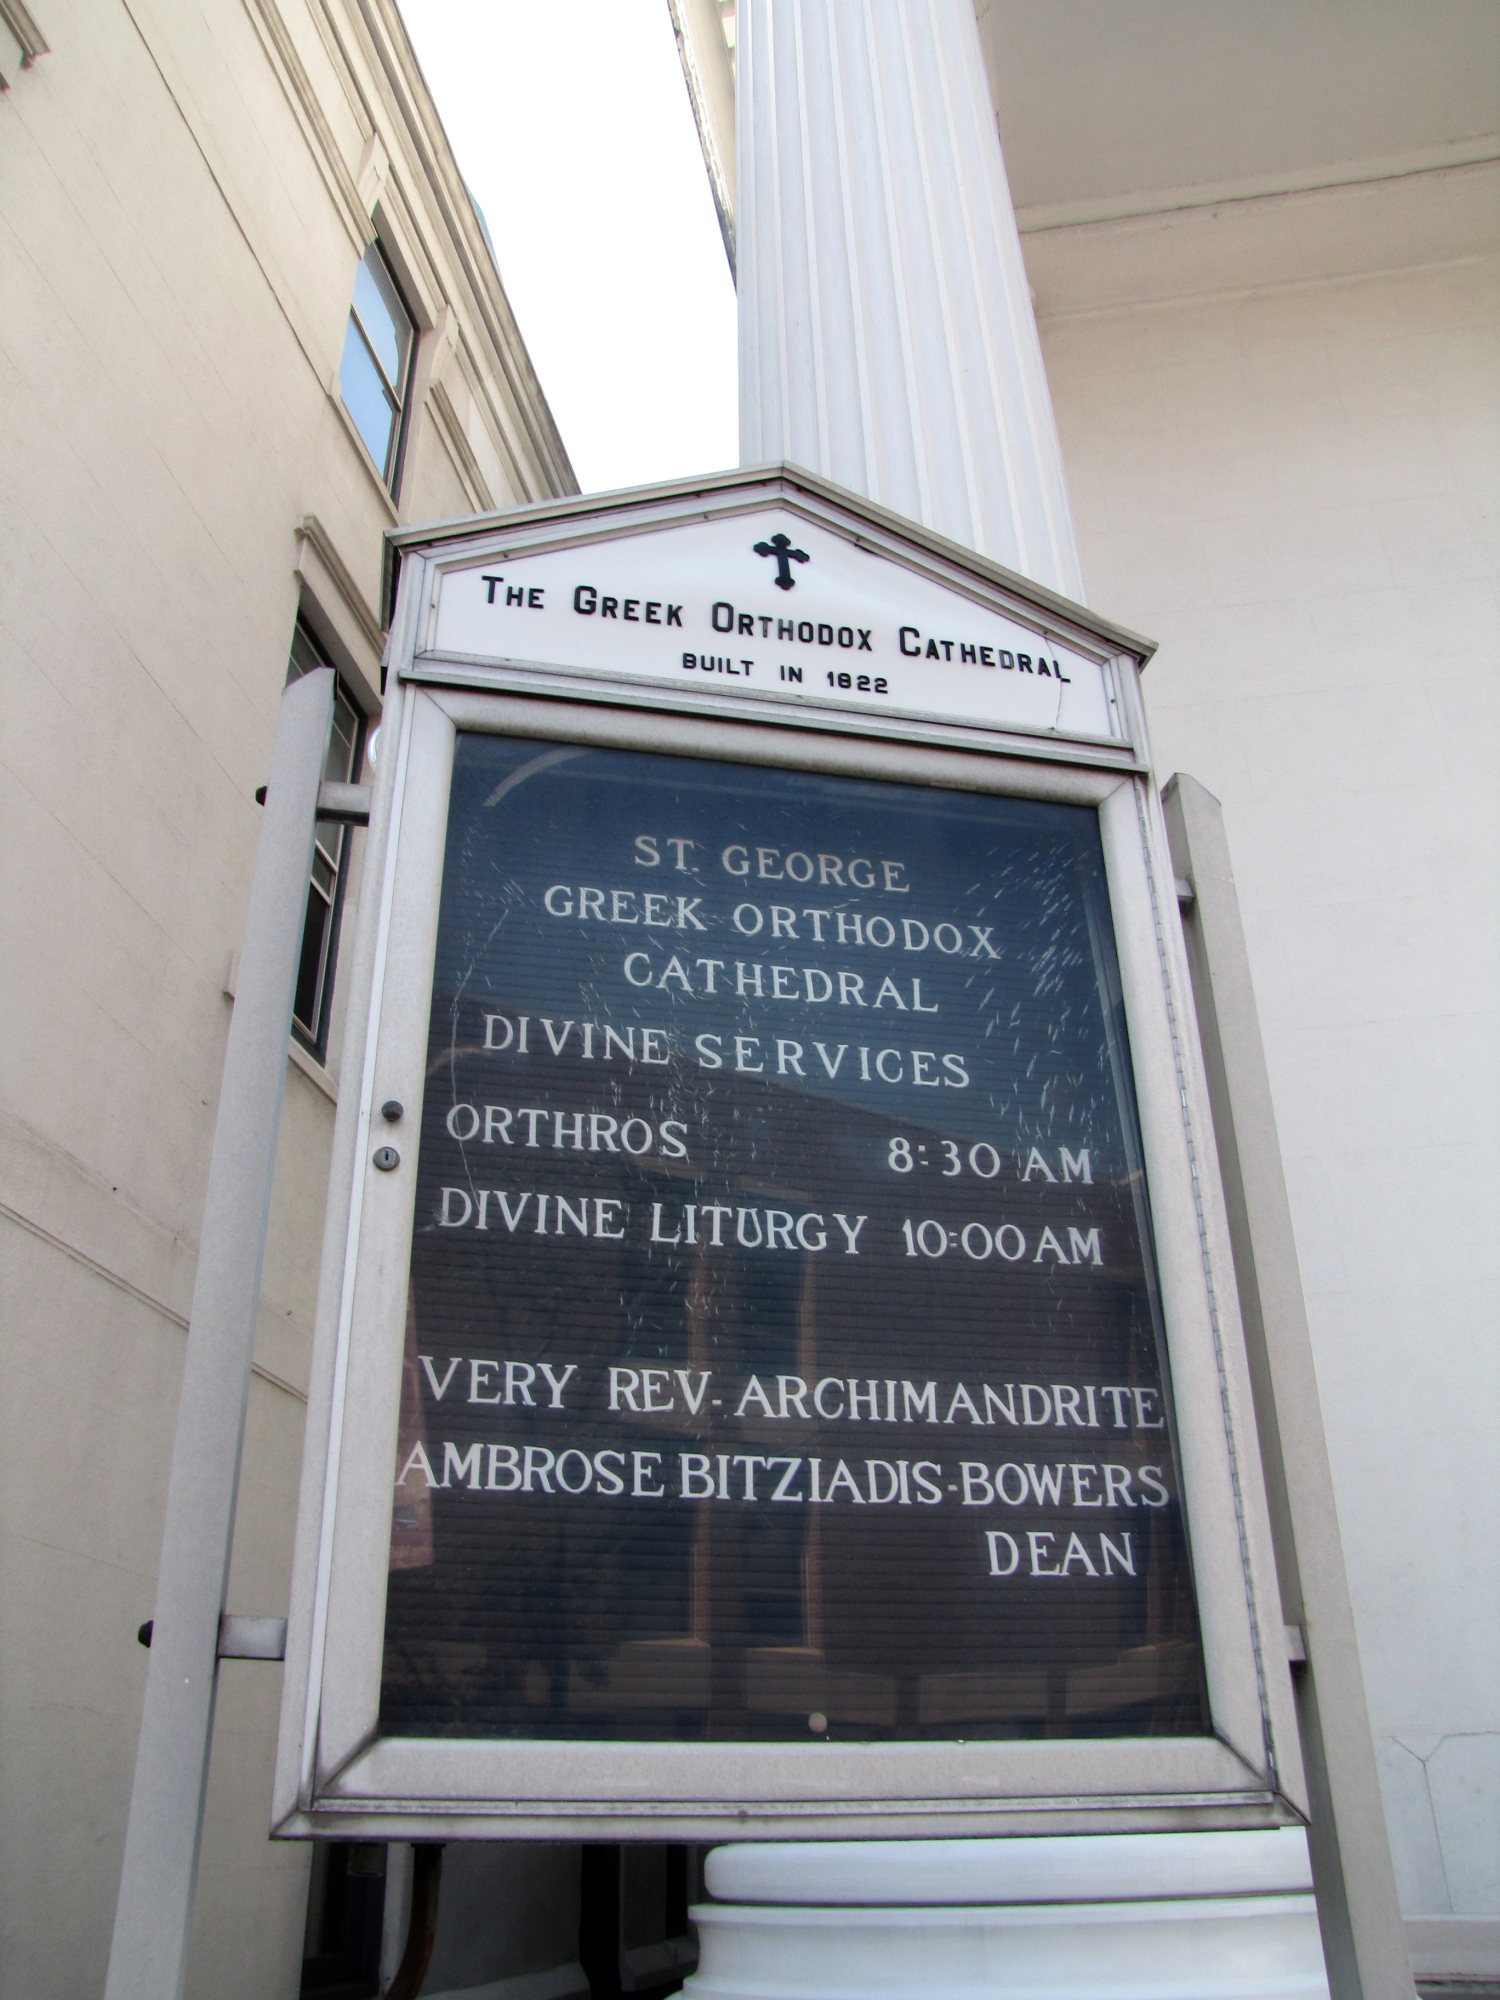 The Greek Orthodox Cathedral
BUILT IN 1822
ST. GEORGE
GREEK ORTHODOX
CATHEDRAL
DIVINE SERVICES
ORTHROS 8:30 AM
DIVINE LITURGY 10:00 AM
VERY REV. ARCHIMANDRITE
AMBROSE BITZIADIS-BOWERS
DEAN